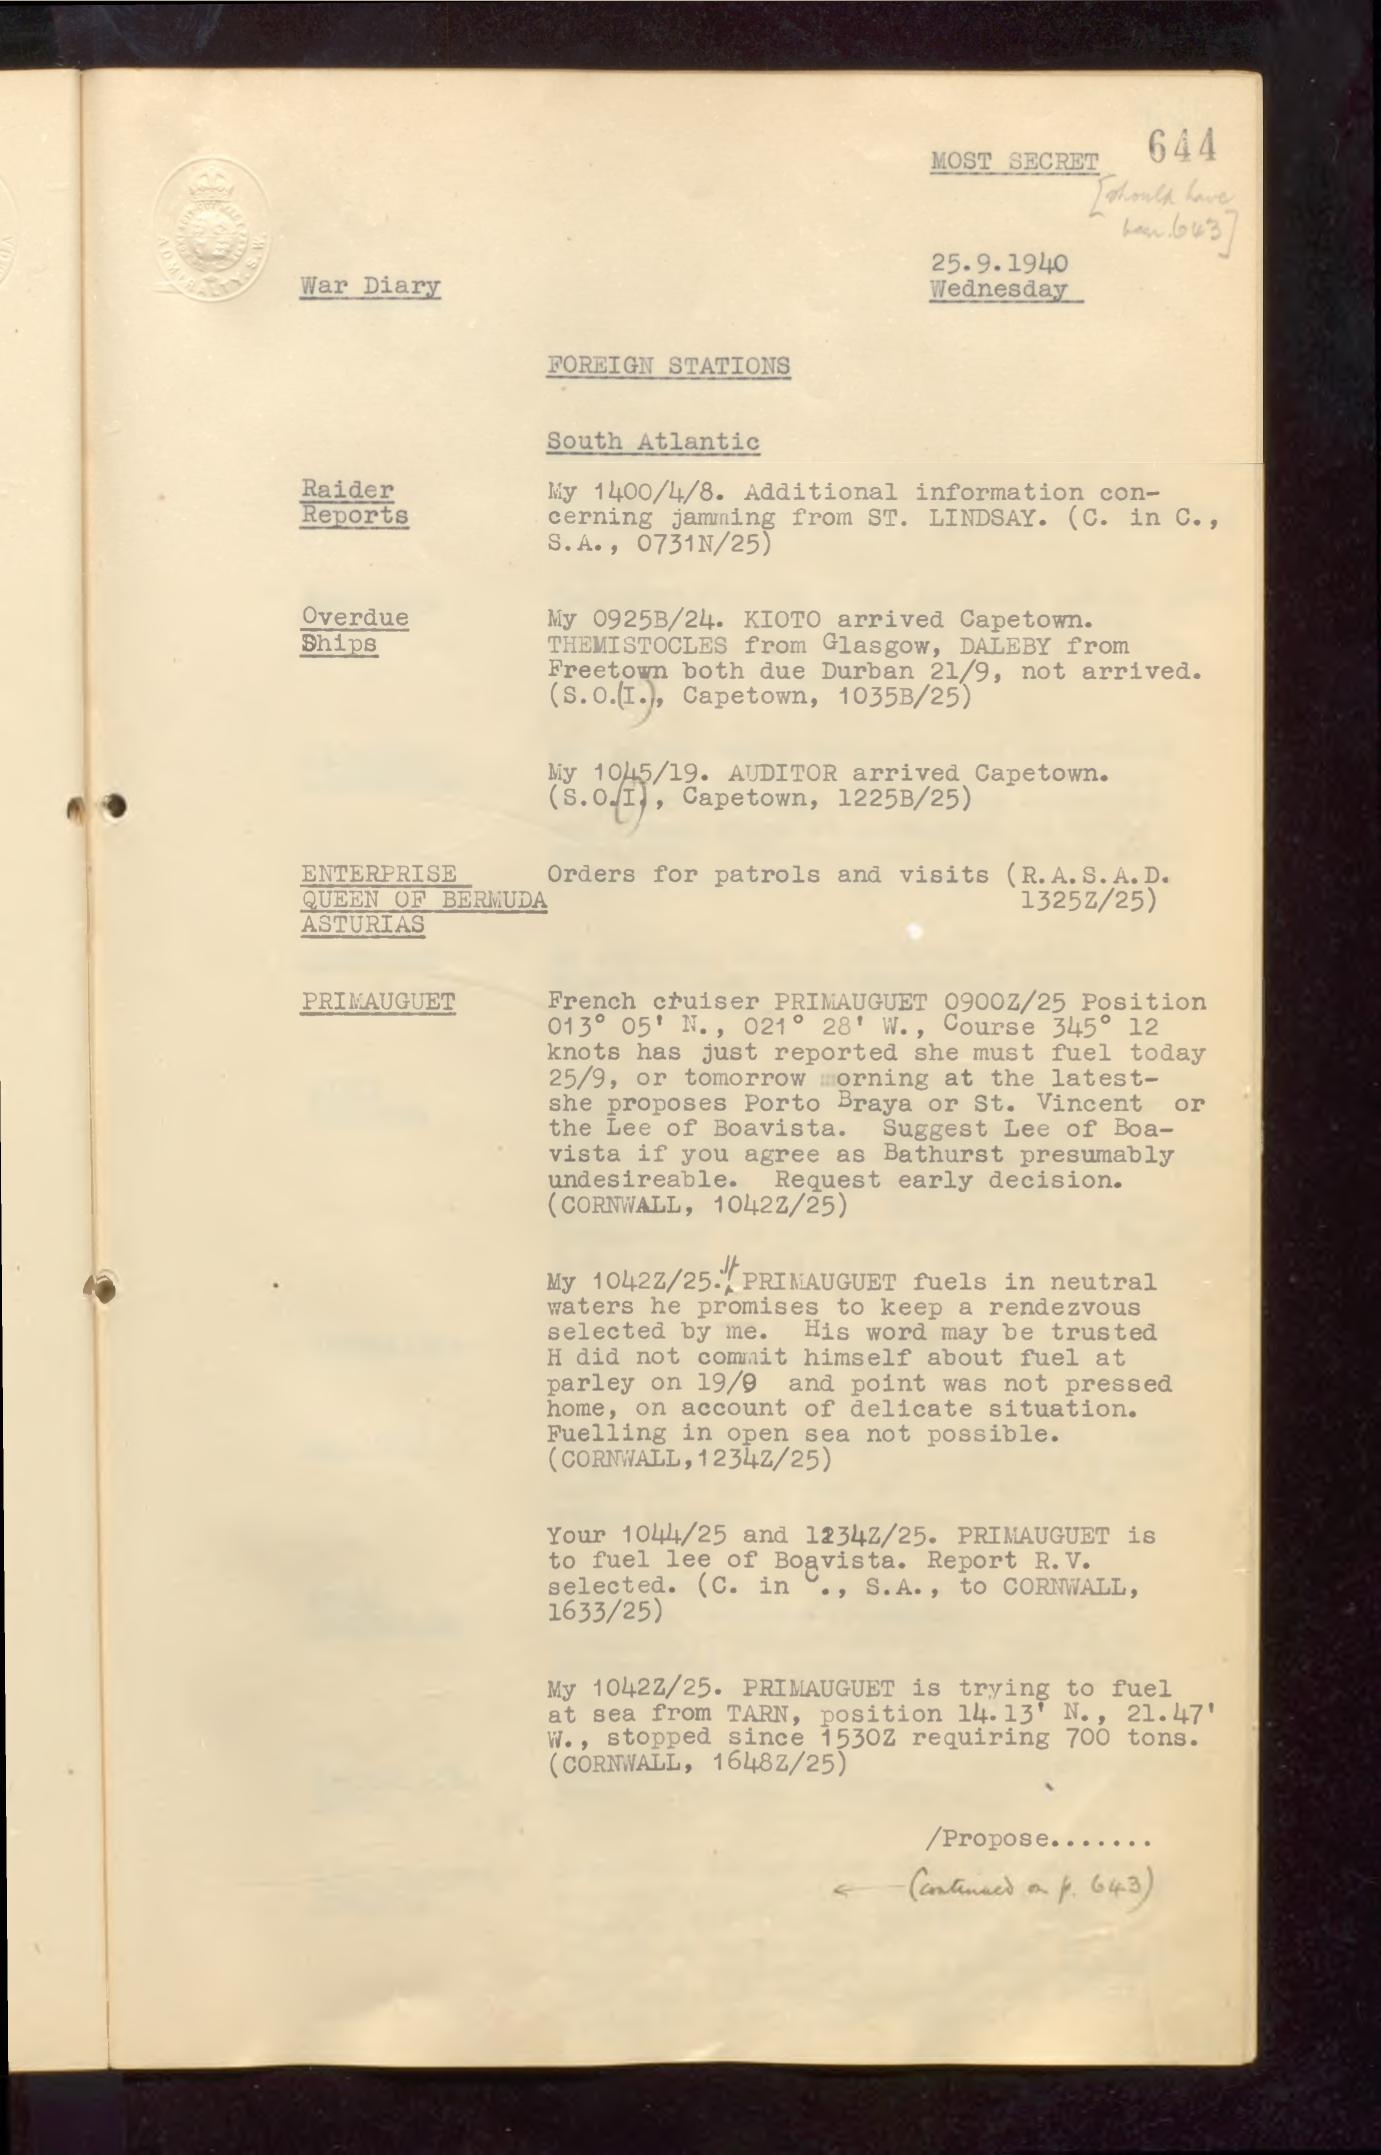 644
MOST SECRET
[should have
been 643]
25.9.1940
War Diary
Wednesday
FOREIGN STATIONS
South Atlantic
Raider
Reports
My 1400/4/8. Additional information con-
cerning jamming from ST. LINDSAY. (C. in C.,
S.A., 0731N/25)
Overdue
Ships
My 0925B/24. KIOTO arrived Capetown.
THEMISTOCLES from Glasgow, DALEBY from
Freetown both due Durban 21/9, not arrived.
(S.O.(I.), Capetown, 1035B/25)
My 1045/19. AUDITOR arrived Capetown.
(S.O.(I), Capetown, 1225B/25)
ENTERPRISE
QUEEN OF BERMUDA
ASTURIAS
Orders for patrols and visits (R.A.S.A.D.
1325Z/25)
PRIMAUGUET
French cruiser PRIMAUGUET 0900Z/25 Position
013° 05' N., 021° 28' W., Course 345° 12
knots has just reported she must fuel today
25/9, or tomorrow morning at the latest-
she proposes Porto Braya or St. Vincent or
the Lee of Boavista. Suggest Lee of Boa-
vista if you agree as Bathurst presumably
undesireable. Request early decision.
(CORNWALL, 1042Z/25)
My 1042Z/25. If PRIMAUGUET fuels in neutral
waters he promises to keep a rendezvous
selected by me. His word may be trusted
H did not commit himself about fuel at
parley on 19/9 and point was not pressed
home, on account of delicate situation.
Fuelling in open sea not possible.
(CORNWALL,1234Z/25)
Your 1044/25 and 1234Z/25. PRIMAUGUET is
to fuel lee of Boavista. Report R.V.
selected. (C. in C., S.A., to CORNWALL,
1633/25)
My 1042Z/25. PRIMAUGUET is trying to fuel
at sea from TARN, position 14.13' N., 21.47'
W., stopped since 1530Z requiring 700 tons.
(CORNWALL, 1648Z/25)
/Propose.......
← (continued on p. 643)